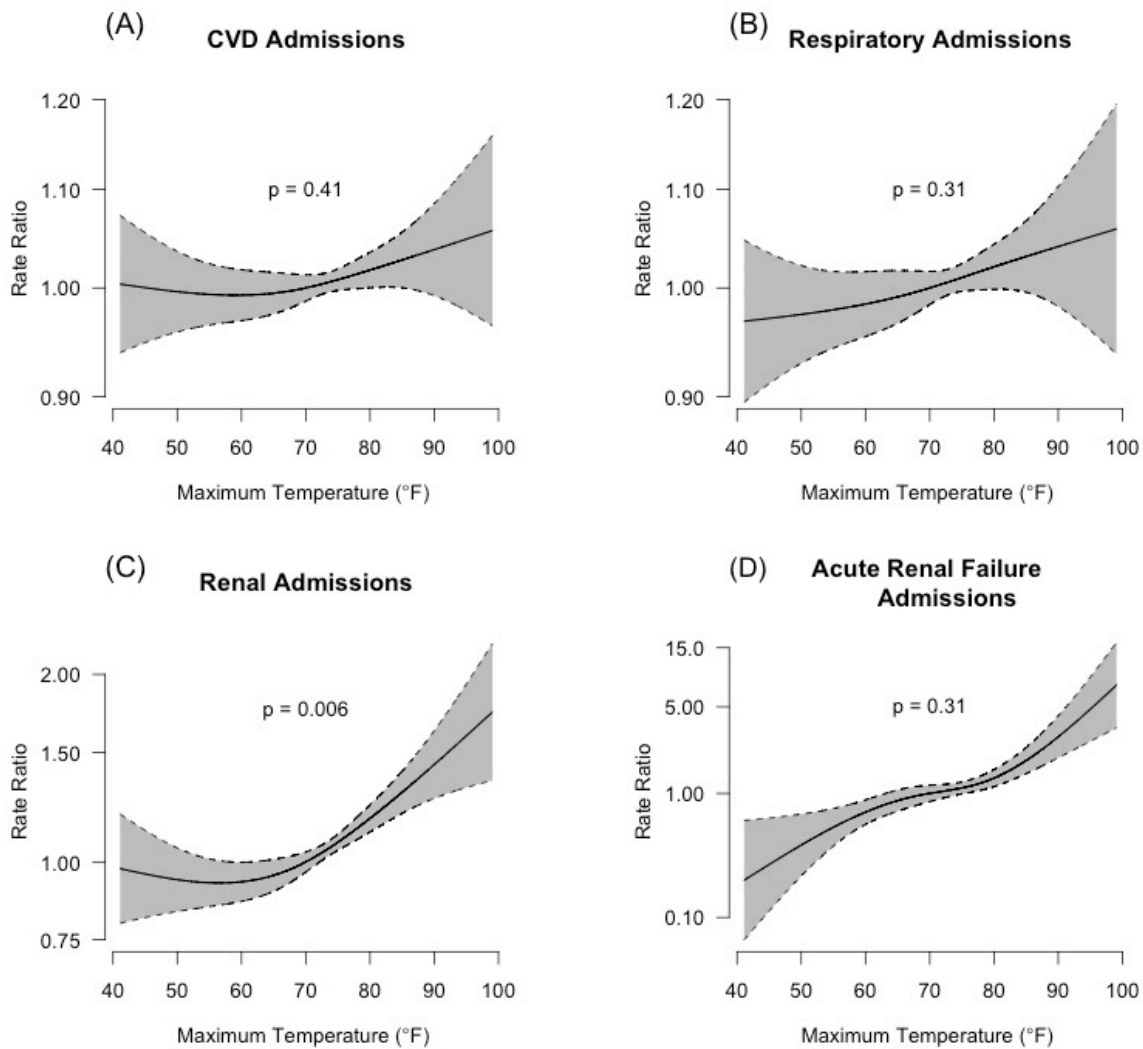 (A)
CVD Admissions
1.20
1.10
1.00
0.90
Rate Ratio
p = 0.41
40 50 60 70 80 90 100
Maximum Temperature (°F)
(B)
Respiratory Admissions
1.20
1.10
1.00
0.90
Rate Ratio
p = 0.31
40 50 60 70 80 90 100
Maximum Temperature (°F)
(C)
Renal Admissions
2.00
1.50
1.00
0.75
Rate Ratio
p = 0.006
40 50 60 70 80 90 100
Maximum Temperature (°F)
(D)
Acute Renal Failure
Admissions
15.0
5.00
1.00
0.10
Rate Ratio
p = 0.31
40 50 60 70 80 90 100
Maximum Temperature (°F)